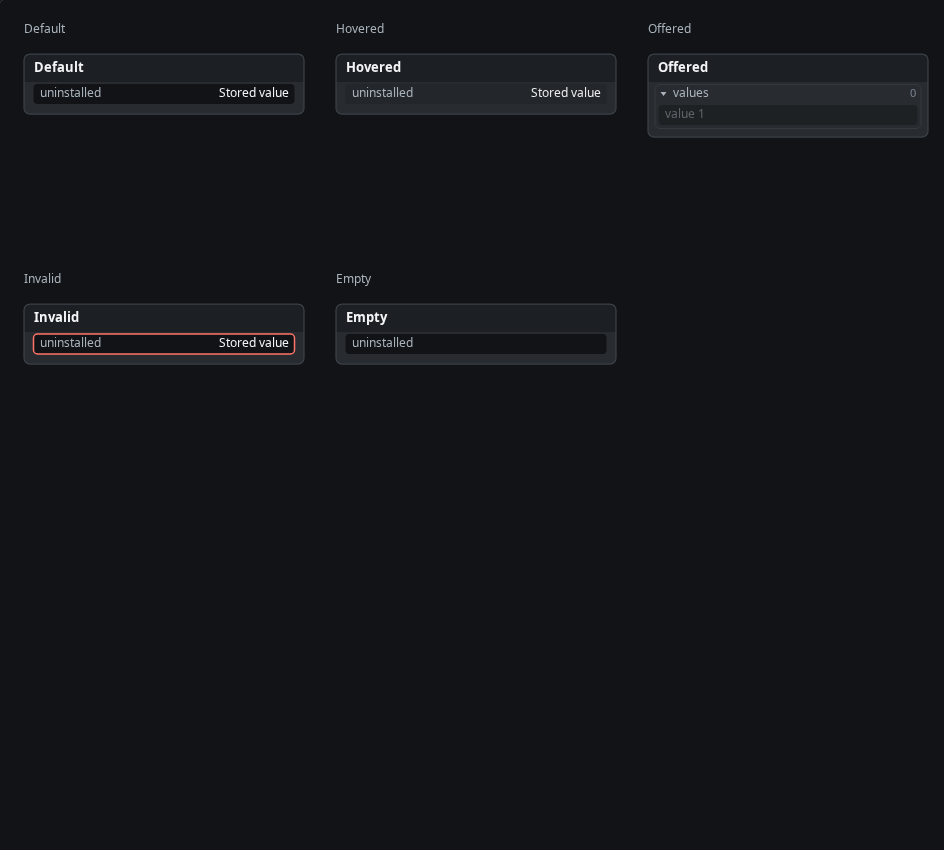 Default
Default
uninstalled Stored value
Hovered
Hovered
uninstalled Stored value
Offered
Offered
values 0
value 1
Invalid
Invalid
uninstalled Stored value
Empty
Empty
uninstalled